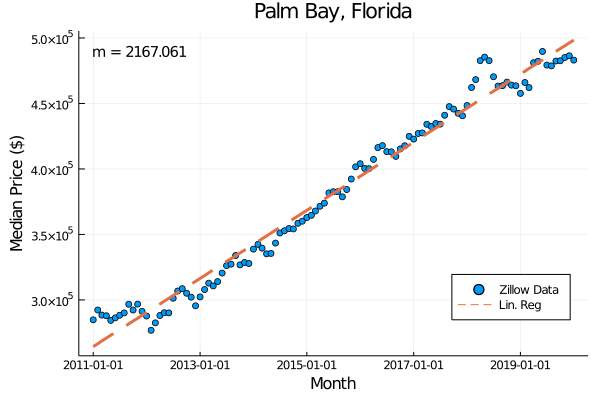 Palm Bay, Florida
m = 2167.061
5.0×10⁵
4.5×10⁵
4.0×10⁵
3.5×10⁵
3.0×10⁵
Median Price ($)
Zillow Data
Lin. Reg
2011-01-01 2013-01-01 2015-01-01 2017-01-01 2019-01-01
Month